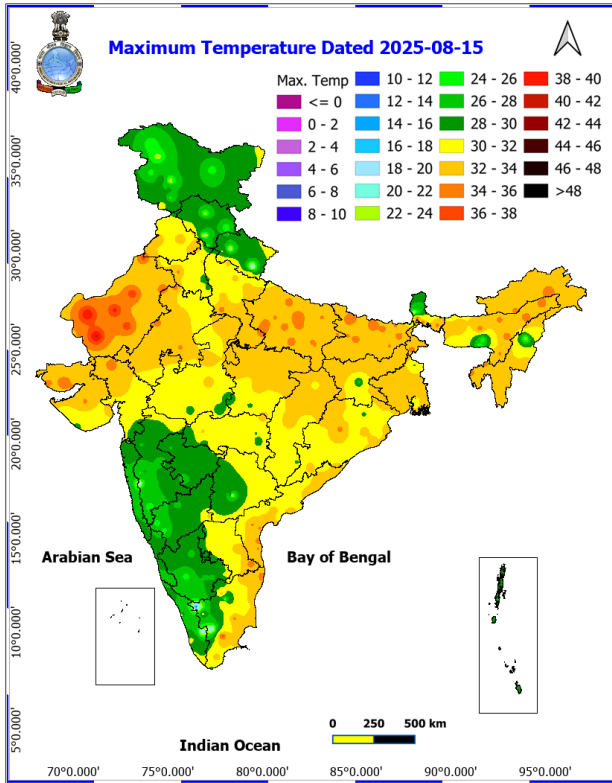 Maximum Temperature Dated 2025-08-15
Max. Temp
<= 0
0 - 2
2 - 4
4 - 6
6 - 8
8 - 10
10 - 12
12 - 14
14 - 16
16 - 18
18 - 20
20 - 22
22 - 24
24 - 26
26 - 28
28 - 30
30 - 32
32 - 34
34 - 36
36 - 38
38 - 40
40 - 42
42 - 44
44 - 46
46 - 48
>48
40°0.000'
35°0.000'
30°0.000'
25°0.000'
20°0.000'
15°0.000'
10°0.000'
5°0.000'
Arabian Sea
Bay of Bengal
Indian Ocean
0 250 500 km
70°0.000' 75°0.000' 80°0.000' 85°0.000' 90°0.000' 95°0.000'